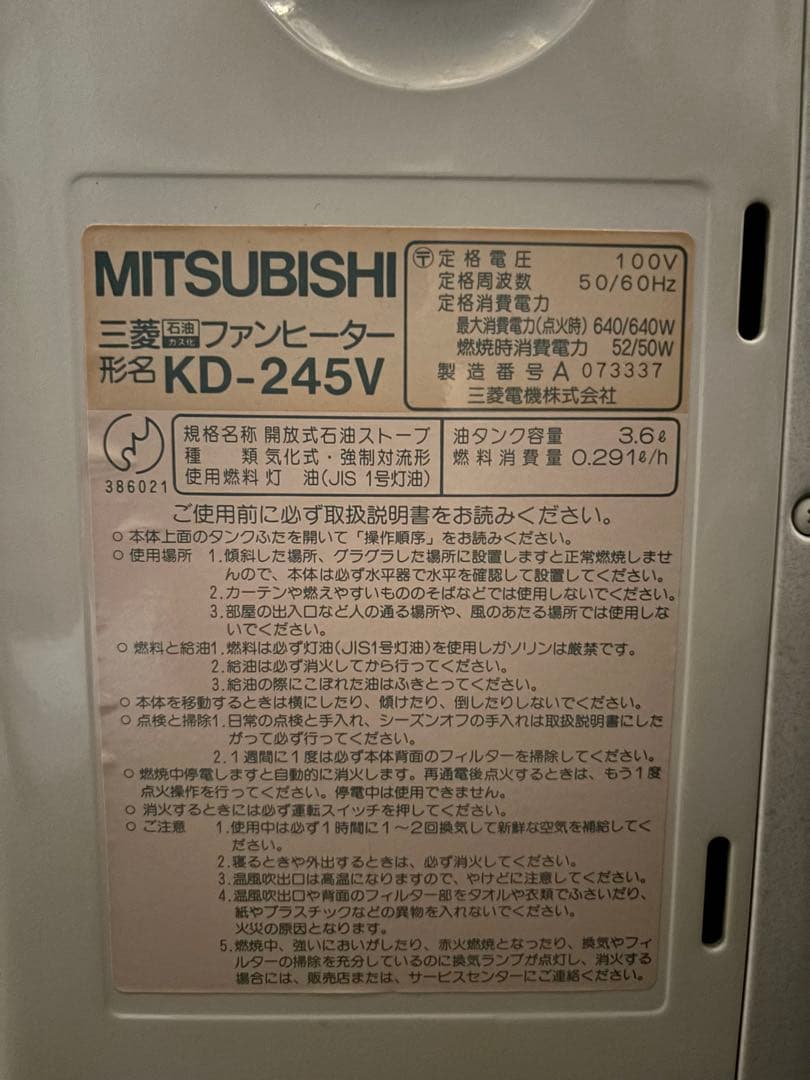 MITSUBISHI
三菱石油ガス化ファンヒーター
形名 KD-245V
〒定格電圧 100V
定格周波数 50/60Hz
定格消費電力
最大消費電力(点火時) 640/640W
燃焼時消費電力 52/50W
製造番号 A 073337
三菱電機株式会社
386021
規格名称 開放式石油ストーブ
種類 気化式・強制対流形
使用燃料 灯油(JIS 1号灯油)
油タンク容量 3.6ℓ
燃料消費量 0.291ℓ/h
ご使用前に必ず取扱説明書をお読みください。
○ 本体上面のタンクふたを開いて「操作順序」をお読みください。
○ 使用場所 1.傾斜した場所、グラグラした場所に設置しますと正常燃焼しませ
んので、本体は必ず水平器で水平を確認して設置してください。
2.カーテンや燃えやすいもののそばなどでは使用しないでください。
3.部屋の出入口など人の通る場所や、風のあたる場所では使用しな
いでください。
○ 燃料と給油1.燃料は必ず灯油(JIS1号灯油)を使用しガソリンは厳禁です。
2.給油は必ず消火してから行ってください。
3.給油の際にこぼれた油はふきとってください。
○ 本体を移動するときは横にしたり、傾けたり、倒したりしないでください。
○ 点検と掃除1.日常の点検と手入れ、シーズンオフの手入れは取扱説明書にした
がって必ず行ってください。
2.1週間に1度は必ず本体背面のフィルターを掃除してください。
○ 燃焼中停電しますと自動的に消火します。再通電後点火するときは、もう1度
点火操作を行ってください。停電中は使用できません。
○ 消火するときには必ず運転スイッチを押してください。
○ ご注意 1.使用中は必ず1時間に1〜2回換気して新鮮な空気を補給してく
ださい。
2.寝るときや外出するときは、必ず消火してください。
3.温風吹出口は高温になりますので、やけどに注意してください。
4.温風吹出口や背面のフィルター部をタオルや衣類でふさいだり、
紙やプラスチックなどの異物を入れないでください。
火災の原因となります。
5.燃焼中、強いにおいがしたり、赤火燃焼となったり、換気やフィ
ルターの掃除を充分しているのに換気ランプが点灯し、消火する
場合には、販売店または、サービスセンターにご連絡ください。